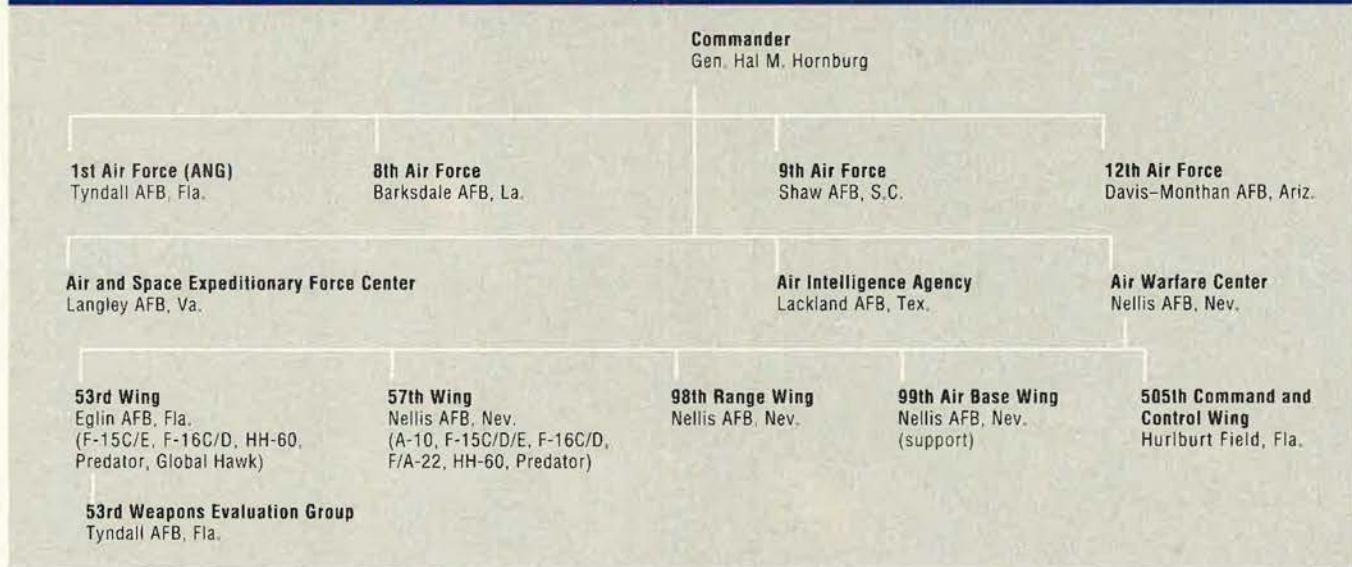 Commander
Gen. Hal M. Hornburg
1st Air Force (ANG)
Tyndall AFB, Fla.
8th Air Force
Barksdale AFB, La.
9th Air Force
Shaw AFB, S.C.
12th Air Force
Davis–Monthan AFB, Ariz.
Air and Space Expeditionary Force Center
Langley AFB, Va.
Air Intelligence Agency
Lackland AFB, Tex.
Air Warfare Center
Nellis AFB, Nev.
53rd Wing
Eglin AFB, Fla.
(F-15C/E, F-16C/D, HH-60,
Predator, Global Hawk)
57th Wing
Nellis AFB, Nev.
(A-10, F-15C/D/E, F-16C/D,
F/A-22, HH-60, Predator)
98th Range Wing
Nellis AFB, Nev.
99th Air Base Wing
Nellis AFB, Nev.
(support)
505th Command and
Control Wing
Hurlburt Field, Fla.
53rd Weapons Evaluation Group
Tyndall AFB, Fla.